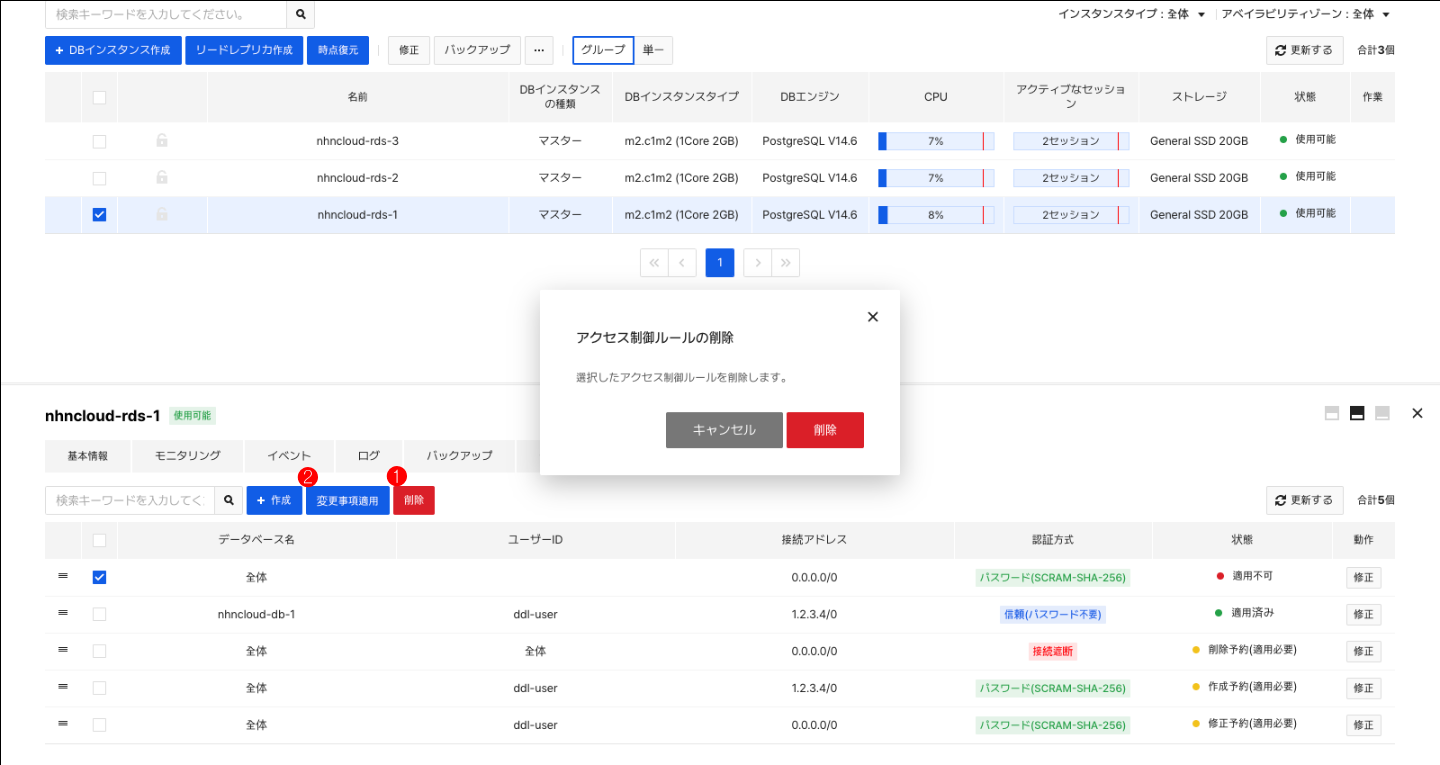 検索キーワードを入力してください。 インスタンスタイプ : 全体 アベイラビリティゾーン : 全体
+ DBインスタンス作成 リードレプリカ作成 時点復元 修正 バックアップ ... グループ 単一 更新する 合計3個
名前 DBインスタンスの種類 DBインスタンスタイプ DBエンジン CPU アクティブなセッション ストレージ 状態 作業
nhncloud-rds-3 マスター m2.c1m2 (1Core 2GB) PostgreSQL V14.6 7% 2セッション General SSD 20GB 使用可能
nhncloud-rds-2 マスター m2.c1m2 (1Core 2GB) PostgreSQL V14.6 7% 2セッション General SSD 20GB 使用可能
nhncloud-rds-1 マスター m2.c1m2 (1Core 2GB) PostgreSQL V14.6 8% 2セッション General SSD 20GB 使用可能
1
アクセス制御ルールの削除
選択したアクセス制御ルールを削除します。
キャンセル 削除
nhncloud-rds-1 使用可能
基本情報 モニタリング イベント ログ バックアップ
2 1
検索キーワードを入力してく + 作成 変更事項適用 削除 更新する 合計5個
データベース名 ユーザーID 接続アドレス 認証方式 状態 動作
全体 0.0.0.0/0 パスワード(SCRAM-SHA-256) 適用不可 修正
nhncloud-db-1 ddl-user 1.2.3.4/0 信頼(パスワード不要) 適用済み 修正
全体 全体 0.0.0.0/0 接続遮断 削除予約(適用必要) 修正
全体 ddl-user 1.2.3.4/0 パスワード(SCRAM-SHA-256) 作成予約(適用必要) 修正
全体 ddl-user 0.0.0.0/0 パスワード(SCRAM-SHA-256) 修正予約(適用必要) 修正